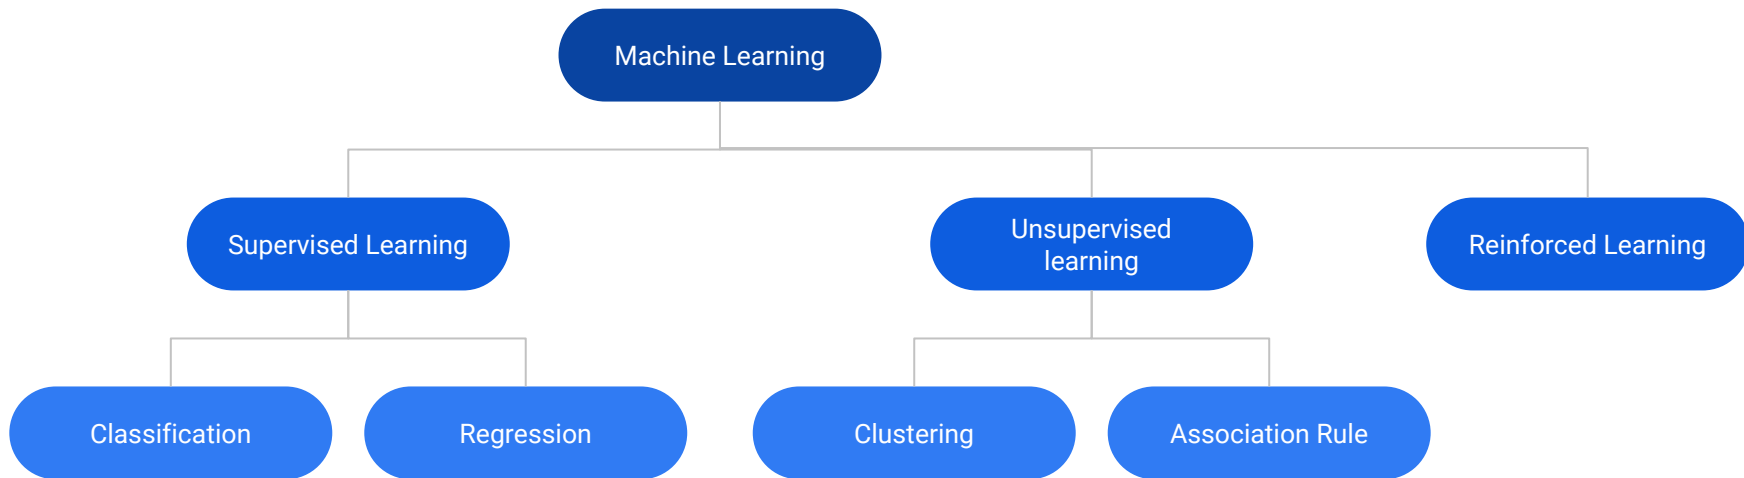 Machine Learning
Supervised Learning
Unsupervised
learning
Reinforced Learning
Classification
Regression
Clustering
Association Rule